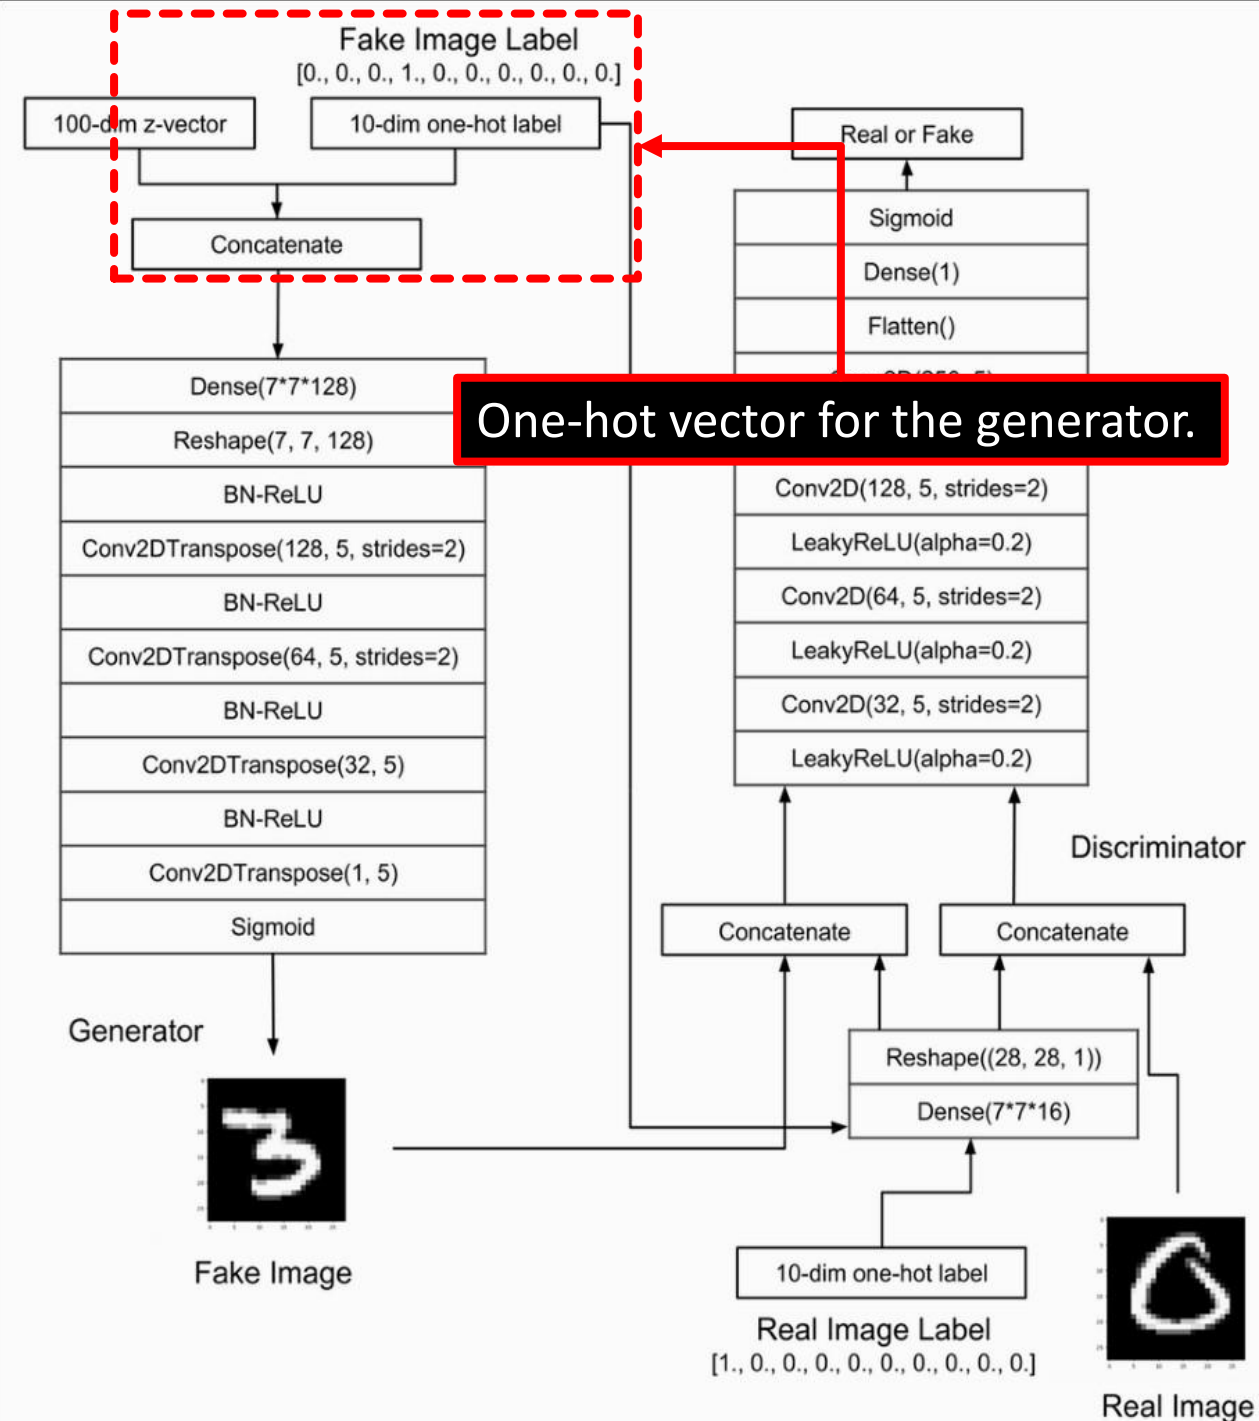 Fake Image Label
[0., 0., 0., 1., 0., 0., 0., 0., 0., 0.]
100-dim z-vector
10-dim one-hot label
Concatenate
Dense(7*7*128)
Reshape(7, 7, 128)
BN-ReLU
Conv2DTranspose(128, 5, strides=2)
BN-ReLU
Conv2DTranspose(64, 5, strides=2)
BN-ReLU
Conv2DTranspose(32, 5)
BN-ReLU
Conv2DTranspose(1, 5)
Sigmoid
Generator
3
Fake Image
Real or Fake
Sigmoid
Dense(1)
Flatten()
One-hot vector for the generator.
Conv2D(128, 5, strides=2)
LeakyReLU(alpha=0.2)
Conv2D(64, 5, strides=2)
LeakyReLU(alpha=0.2)
Conv2D(32, 5, strides=2)
LeakyReLU(alpha=0.2)
Discriminator
Concatenate
Concatenate
Reshape((28, 28, 1))
Dense(7*7*16)
10-dim one-hot label
Real Image Label
[1., 0., 0., 0., 0., 0., 0., 0., 0., 0.]
0
Real Image